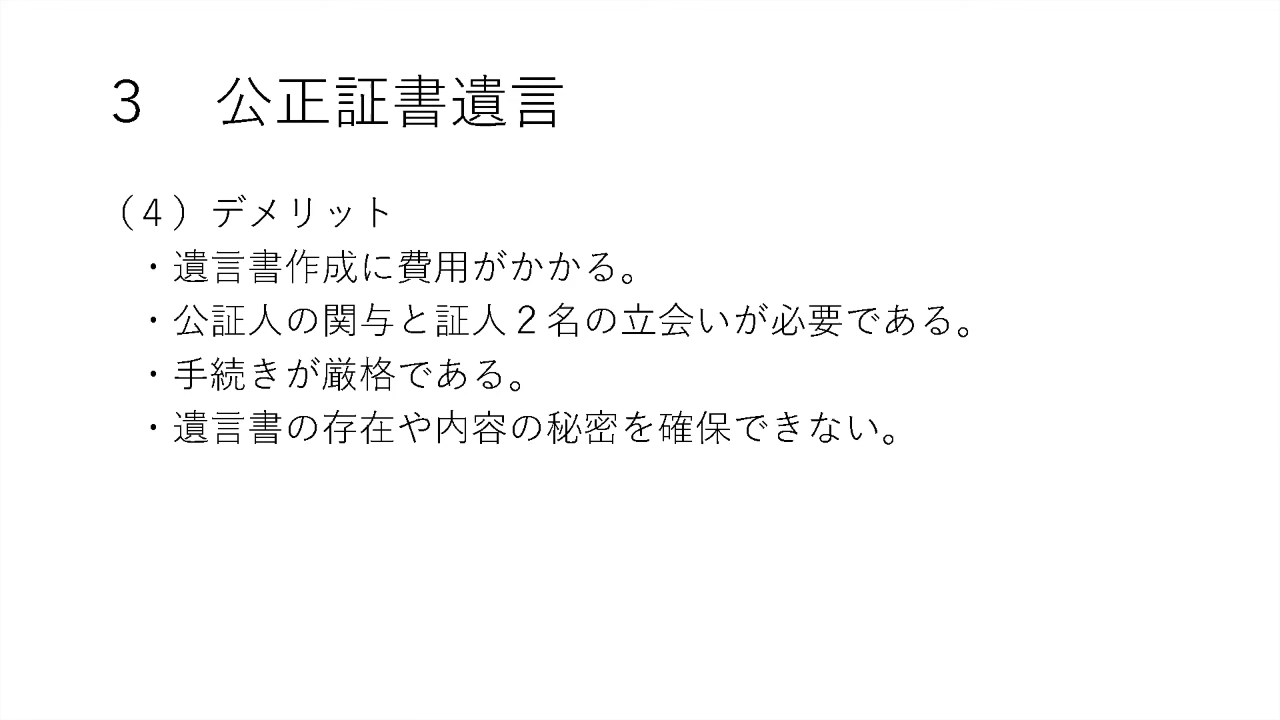 ３　公正証書遺言
（４）デメリット
・遺言書作成に費用がかかる。
・公証人の関与と証人２名の立会いが必要である。
・手続きが厳格である。
・遺言書の存在や内容の秘密を確保できない。